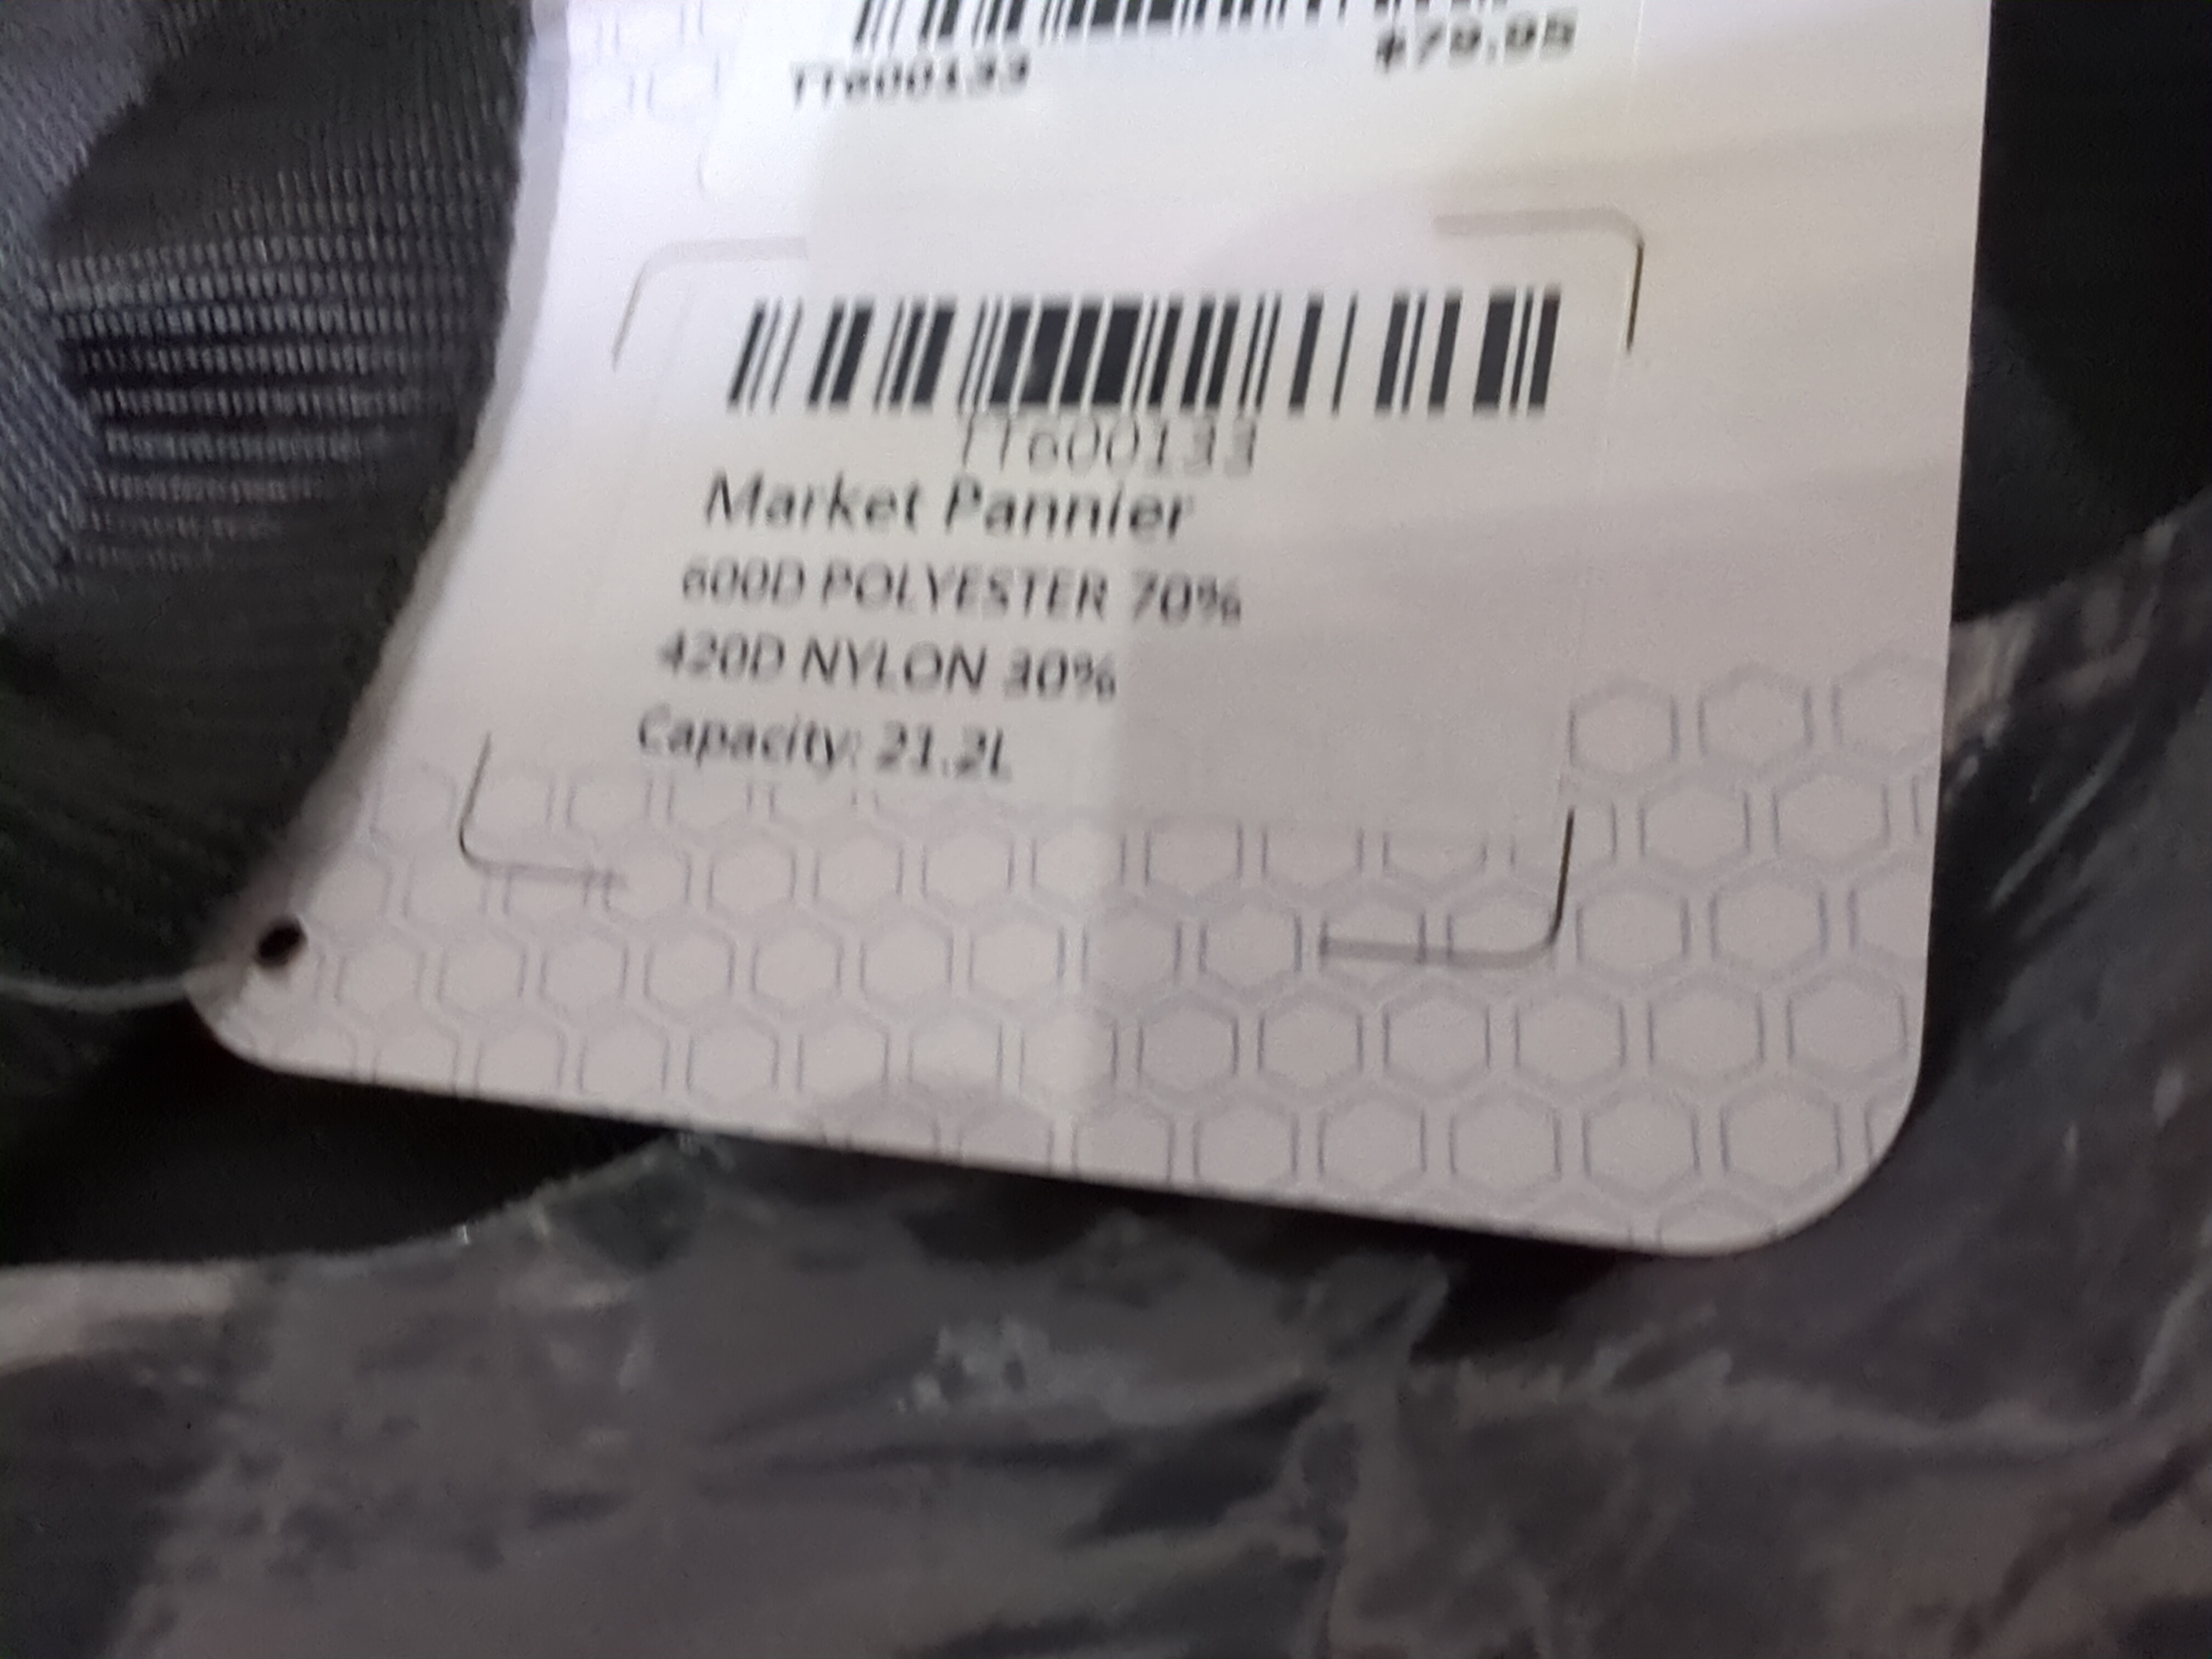 TT600133 $79.95
TT600133
Market Pannier
600D POLYESTER 70%
420D NYLON 30%
Capacity: 21.2L